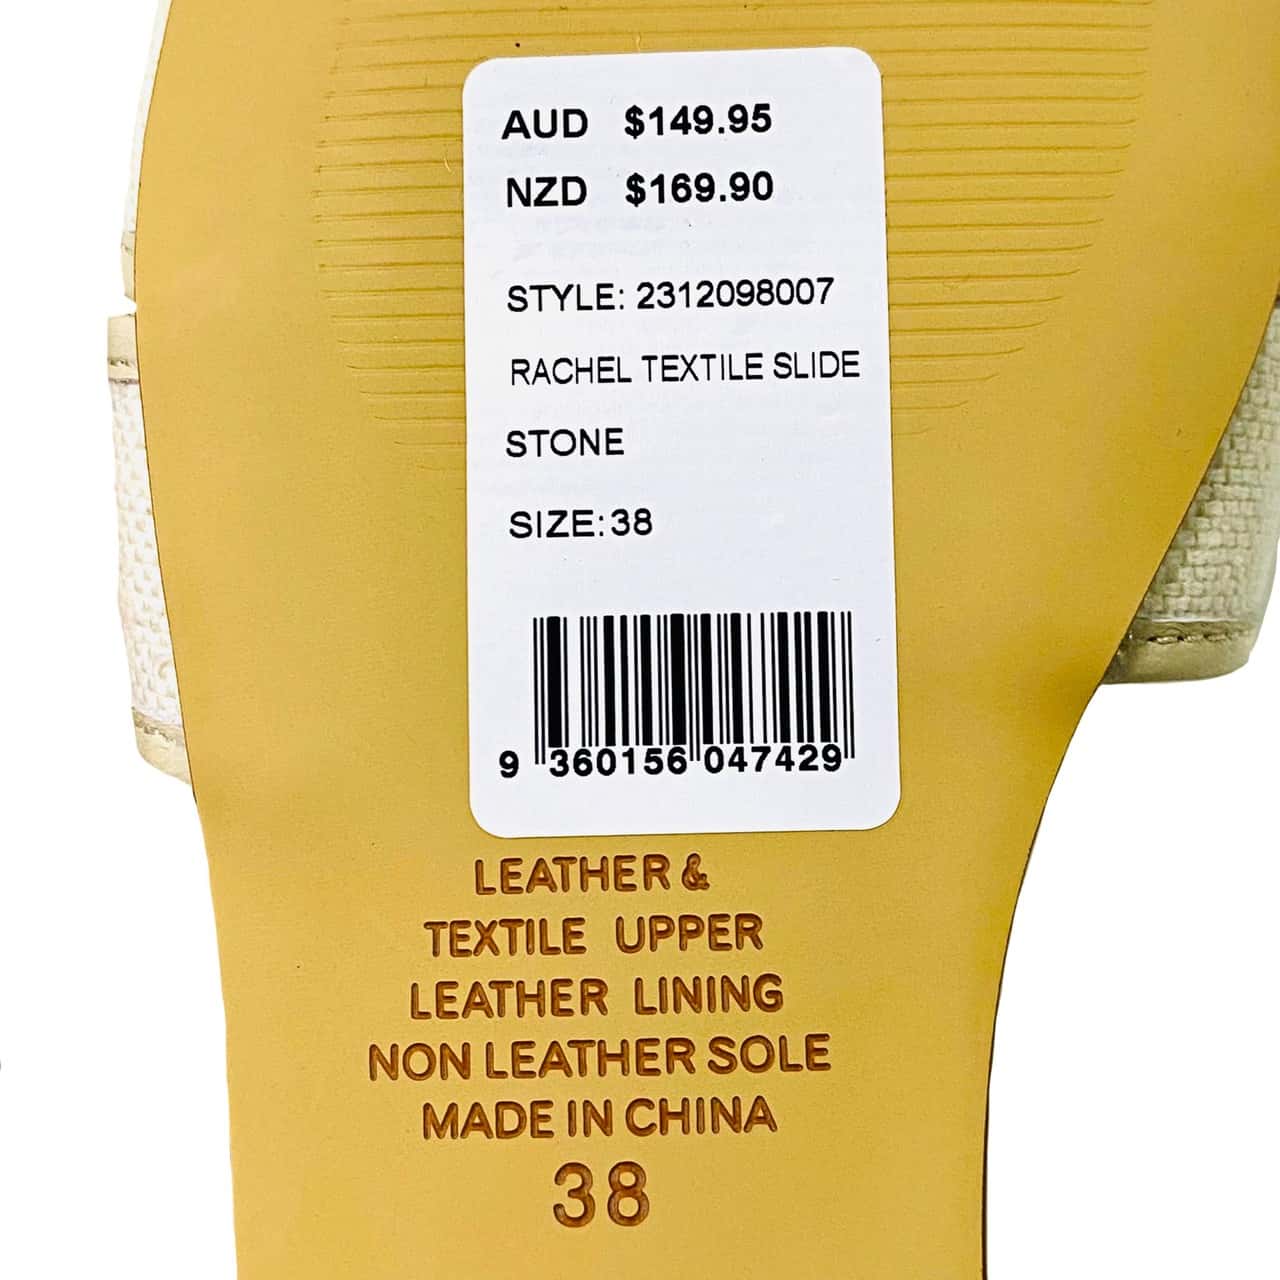 AUD $149.95
NZD $169.90
STYLE: 2312098007
RACHEL TEXTILE SLIDE
STONE
SIZE:38
9 360156 047429
LEATHER &
TEXTILE UPPER
LEATHER LINING
NON LEATHER SOLE
MADE IN CHINA
38